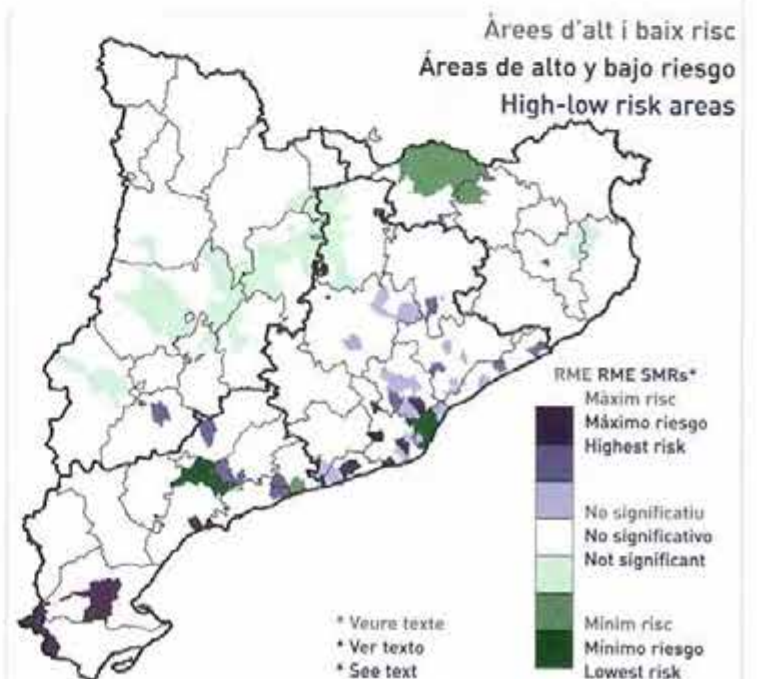 Àrees d'alt i baix risc
Áreas de alto y bajo riesgo
High-low risk areas
RME RME SMRs*
Màxim risc
Máximo riesgo
Highest risk
No significatiu
No significativo
Not significant
Mínim risc
Mínimo riesgo
Lowest risk
* Veure texte
* Ver texto
* See text